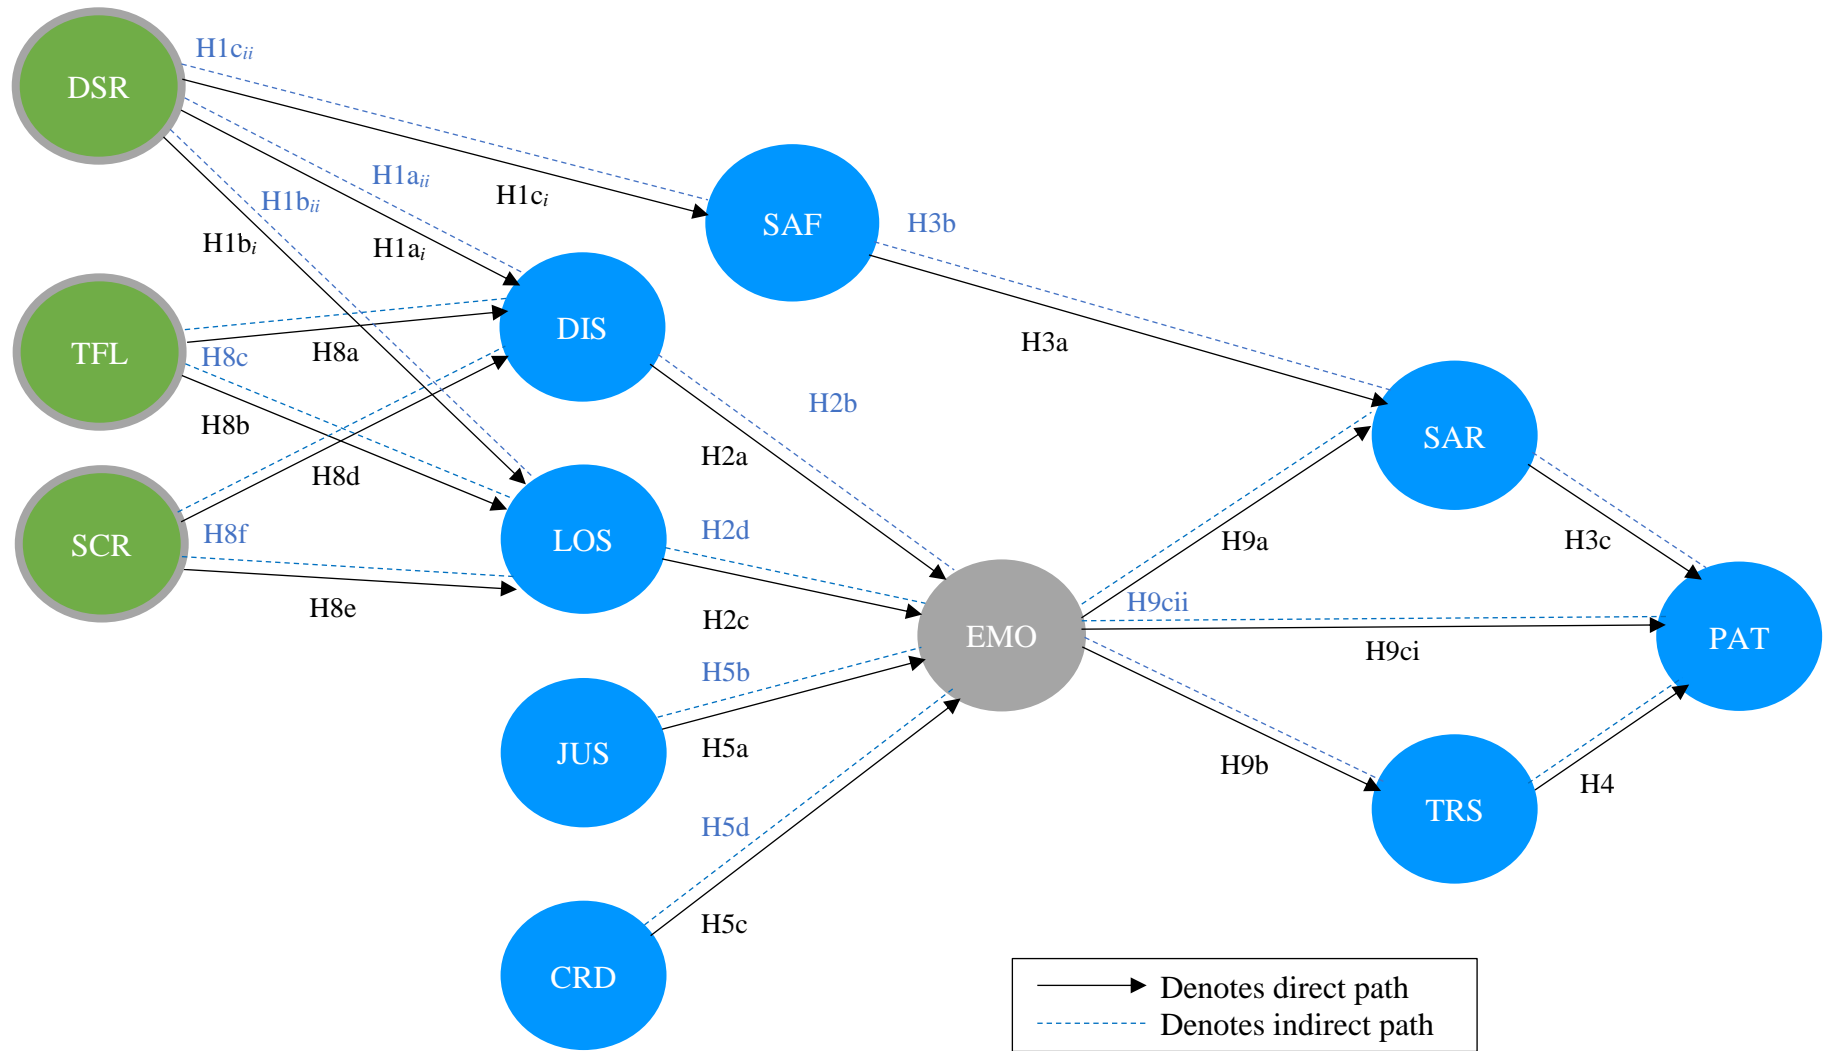 H1cii
DSR
H1aii
H1bii
H1ci
SAF
H3b
H1bi
H1ai
DIS
H3a
TFL
H8c
H8a
H2b
H8b
SAR
H2a
H8d
H8f
H2d
SCR
LOS
H9a
H3c
H8e
H9cii
H2c
EMO
H9ci
PAT
H5b
JUS
H5a
H9b
H4
TRS
H5d
H5c
CRD
Denotes direct path
Denotes indirect path